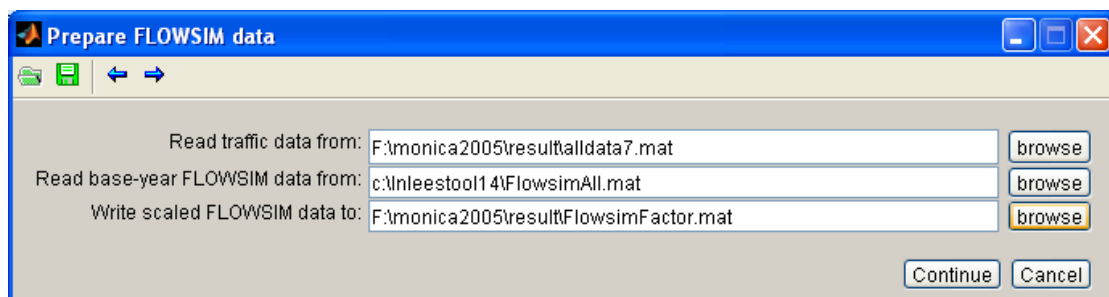 Prepare FLOWSIM data
Read traffic data from: F:\monica2005\result\alldata7.mat browse
Read base-year FLOWSIM data from: c:\Inleestool14\FlowsimAll.mat browse
Write scaled FLOWSIM data to: F:\monica2005\result\FlowsimFactor.mat browse
Continue Cancel